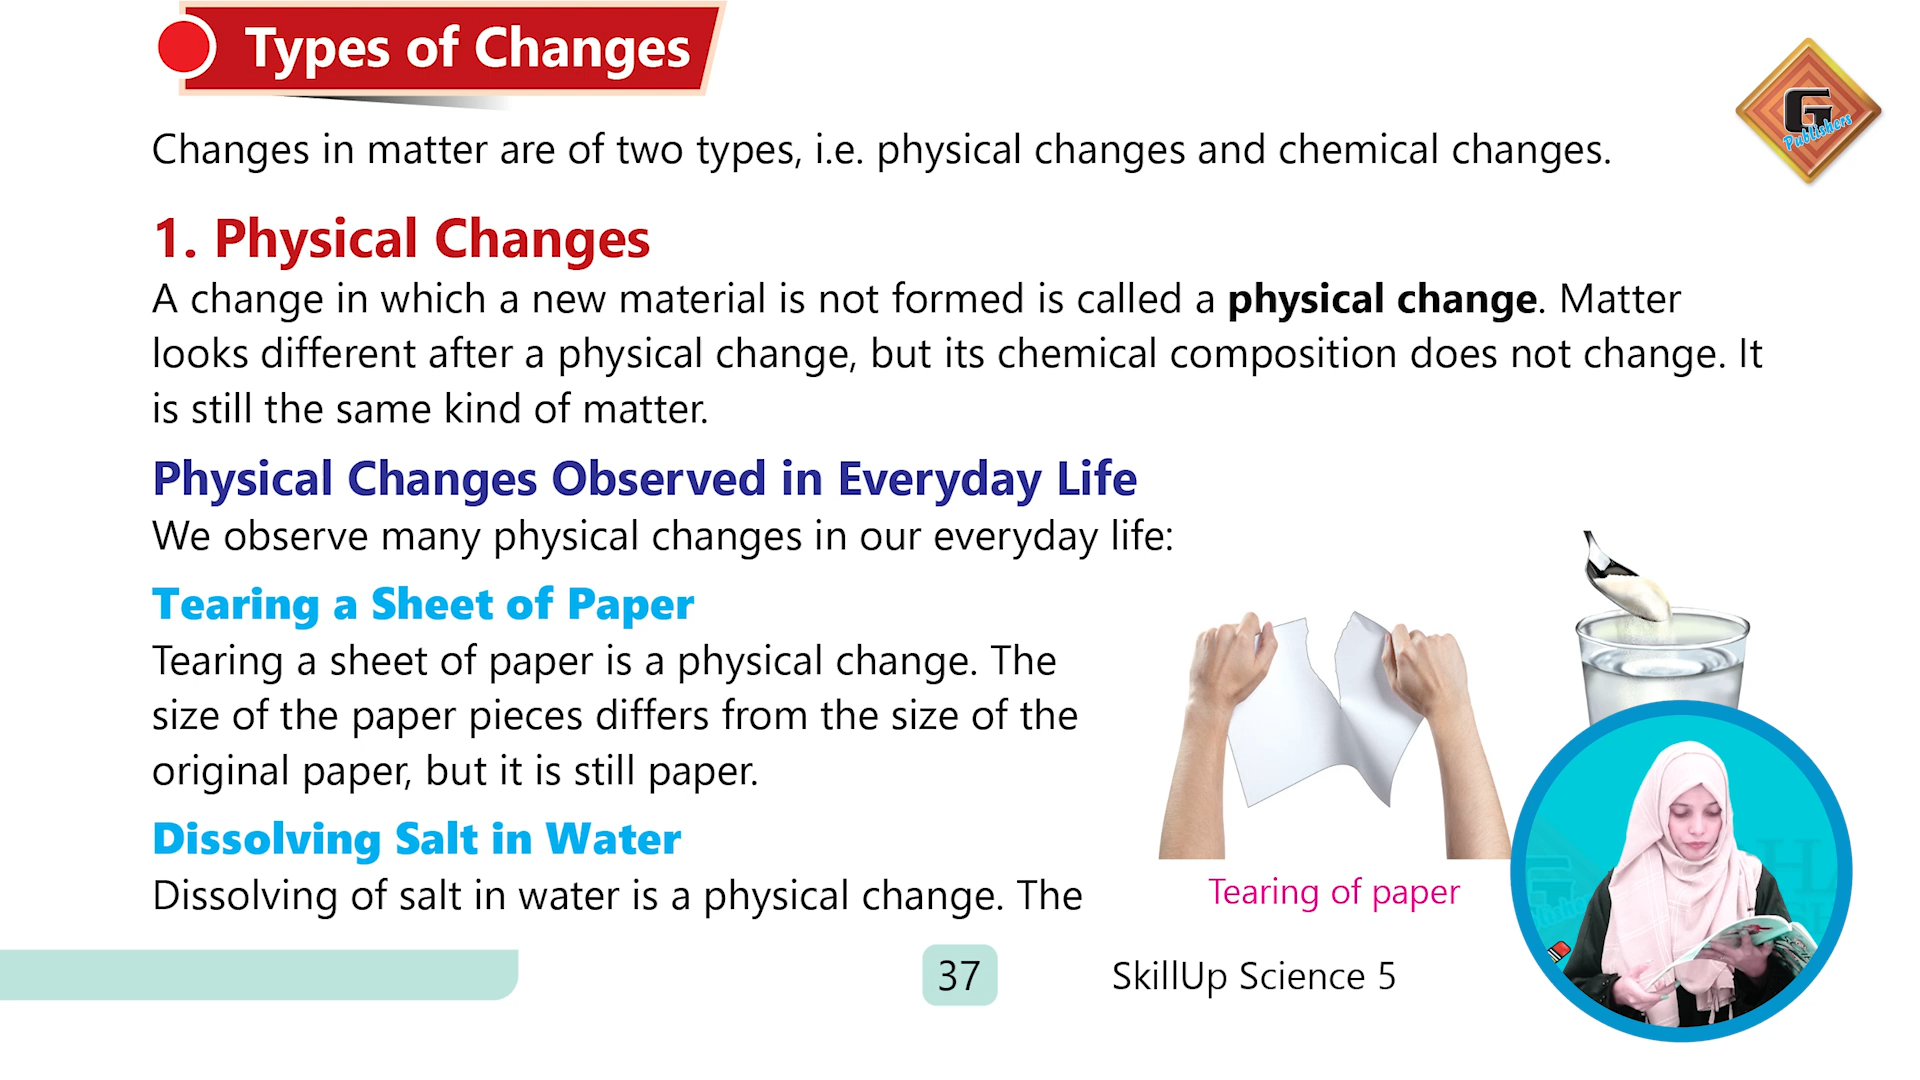 Types of Changes
G
Publishers
Changes in matter are of two types, i.e. physical changes and chemical changes.
1. Physical Changes
A change in which a new material is not formed is called a physical change. Matter
looks different after a physical change, but its chemical composition does not change. It
is still the same kind of matter.
Physical Changes Observed in Everyday Life
We observe many physical changes in our everyday life:
Tearing a Sheet of Paper
Tearing a sheet of paper is a physical change. The
size of the paper pieces differs from the size of the
original paper, but it is still paper.
Dissolving Salt in Water
Dissolving of salt in water is a physical change. The
Tearing of paper
37
SkillUp Science 5